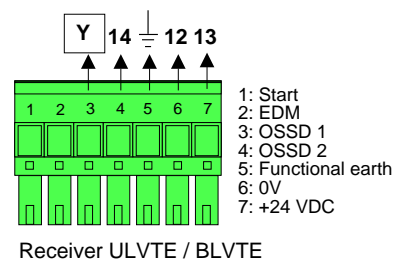 Y 14 12 13
1 2 3 4 5 6 7
1: Start
2: EDM
3: OSSD 1
4: OSSD 2
5: Functional earth
6: 0V
7: +24 VDC
Receiver ULVTE / BLVTE